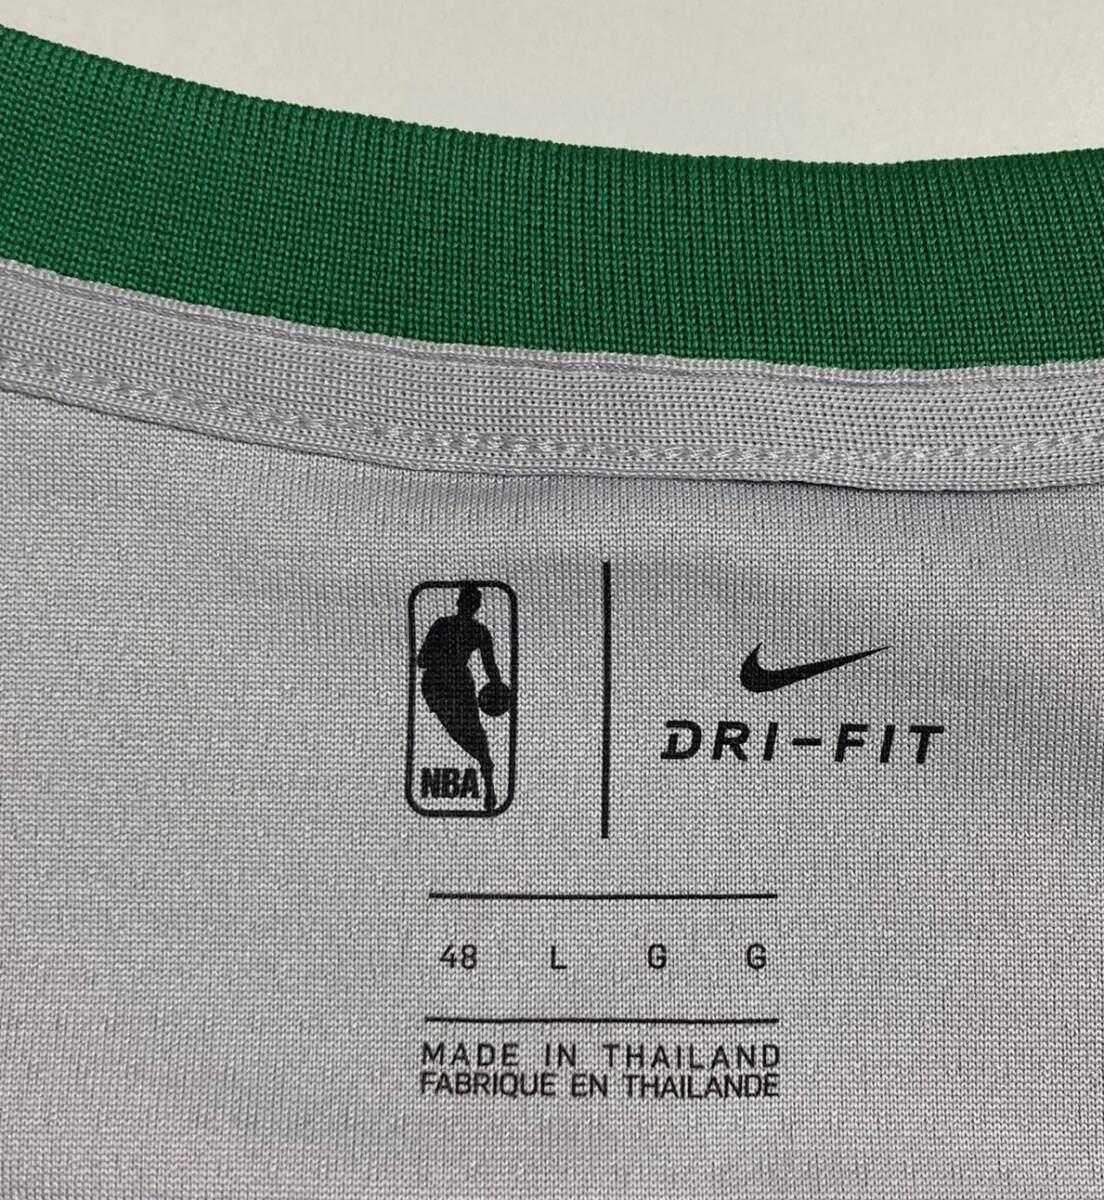 NBA
DRI-FIT
48 L G G
MADE IN THAILAND
FABRIQUE EN THAILANDE